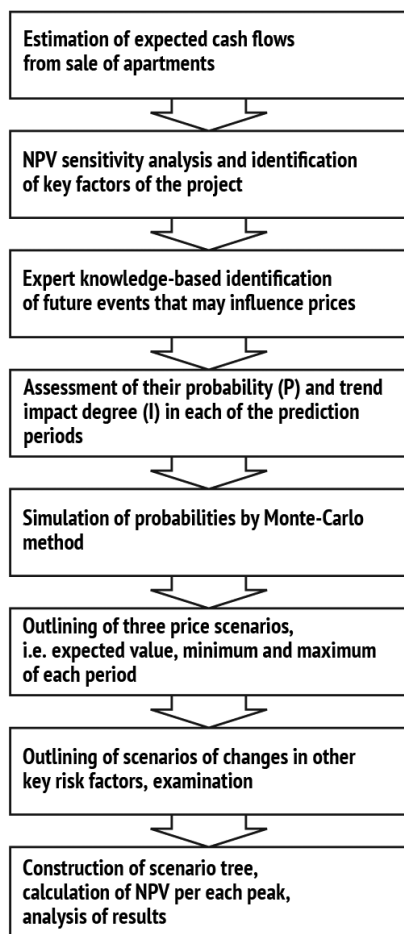 Estimation of expected cash flows
from sale of apartments
NPV sensitivity analysis and identification
of key factors of the project
Expert knowledge-based identification
of future events that may influence prices
Assessment of their probability (P) and trend
impact degree (I) in each of the prediction
periods
Simulation of probabilities by Monte-Carlo
method
Outlining of three price scenarios,
i.e. expected value, minimum and maximum
of each period
Outlining of scenarios of changes in other
key risk factors, examination
Construction of scenario tree,
calculation of NPV per each peak,
analysis of results